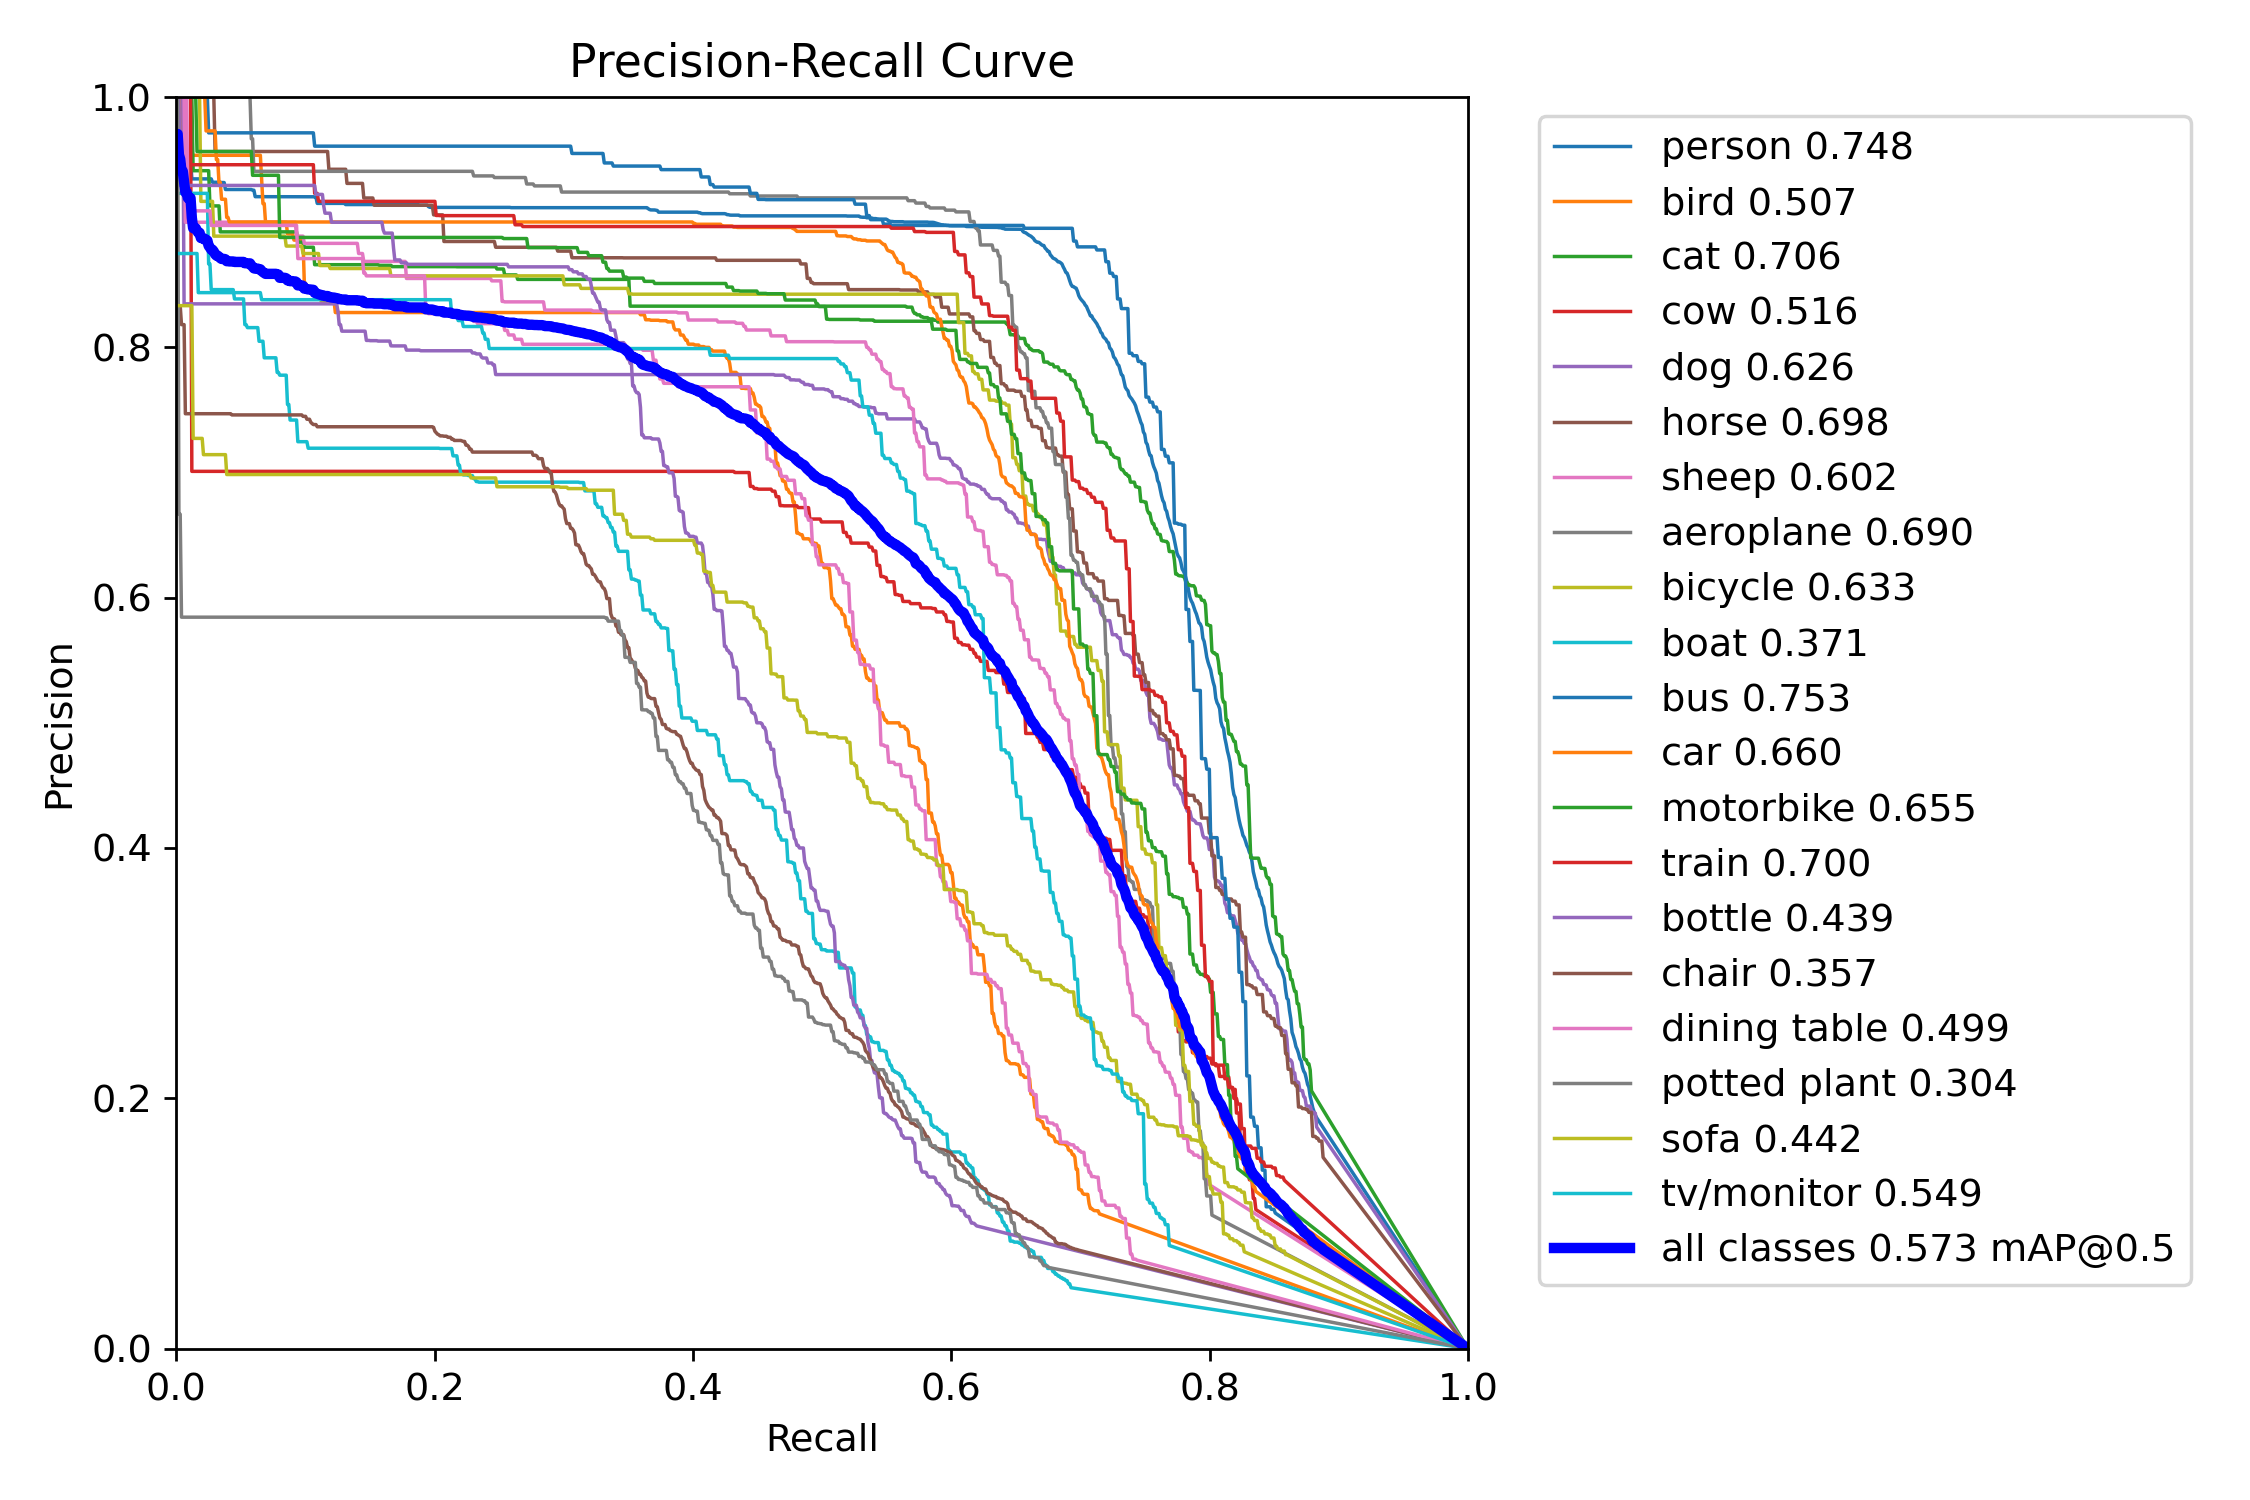 Precision-Recall Curve
1.0
0.8
0.6
0.4
0.2
0.0
Precision
0.0 0.2 0.4 0.6 0.8 1.0
Recall
person 0.748
bird 0.507
cat 0.706
cow 0.516
dog 0.626
horse 0.698
sheep 0.602
aeroplane 0.690
bicycle 0.633
boat 0.371
bus 0.753
car 0.660
motorbike 0.655
train 0.700
bottle 0.439
chair 0.357
dining table 0.499
potted plant 0.304
sofa 0.442
tv/monitor 0.549
all classes 0.573 mAP@0.5